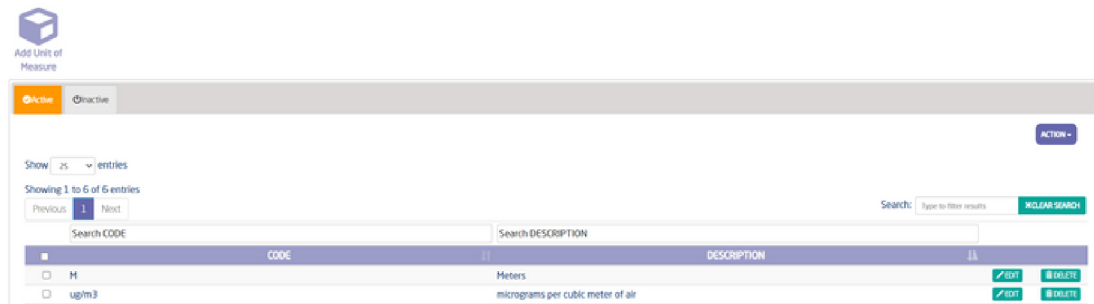 Add Unit of
Measure
Active Inactive
ACTION
Show 25 entries
Showing 1 to 6 of 6 entries
Previous 1 Next
Search: Type to filter results CLEAR SEARCH
Search CODE Search DESCRIPTION
CODE DESCRIPTION
M Meters EDIT DELETE
ug/m3 micrograms per cubic meter of air EDIT DELETE